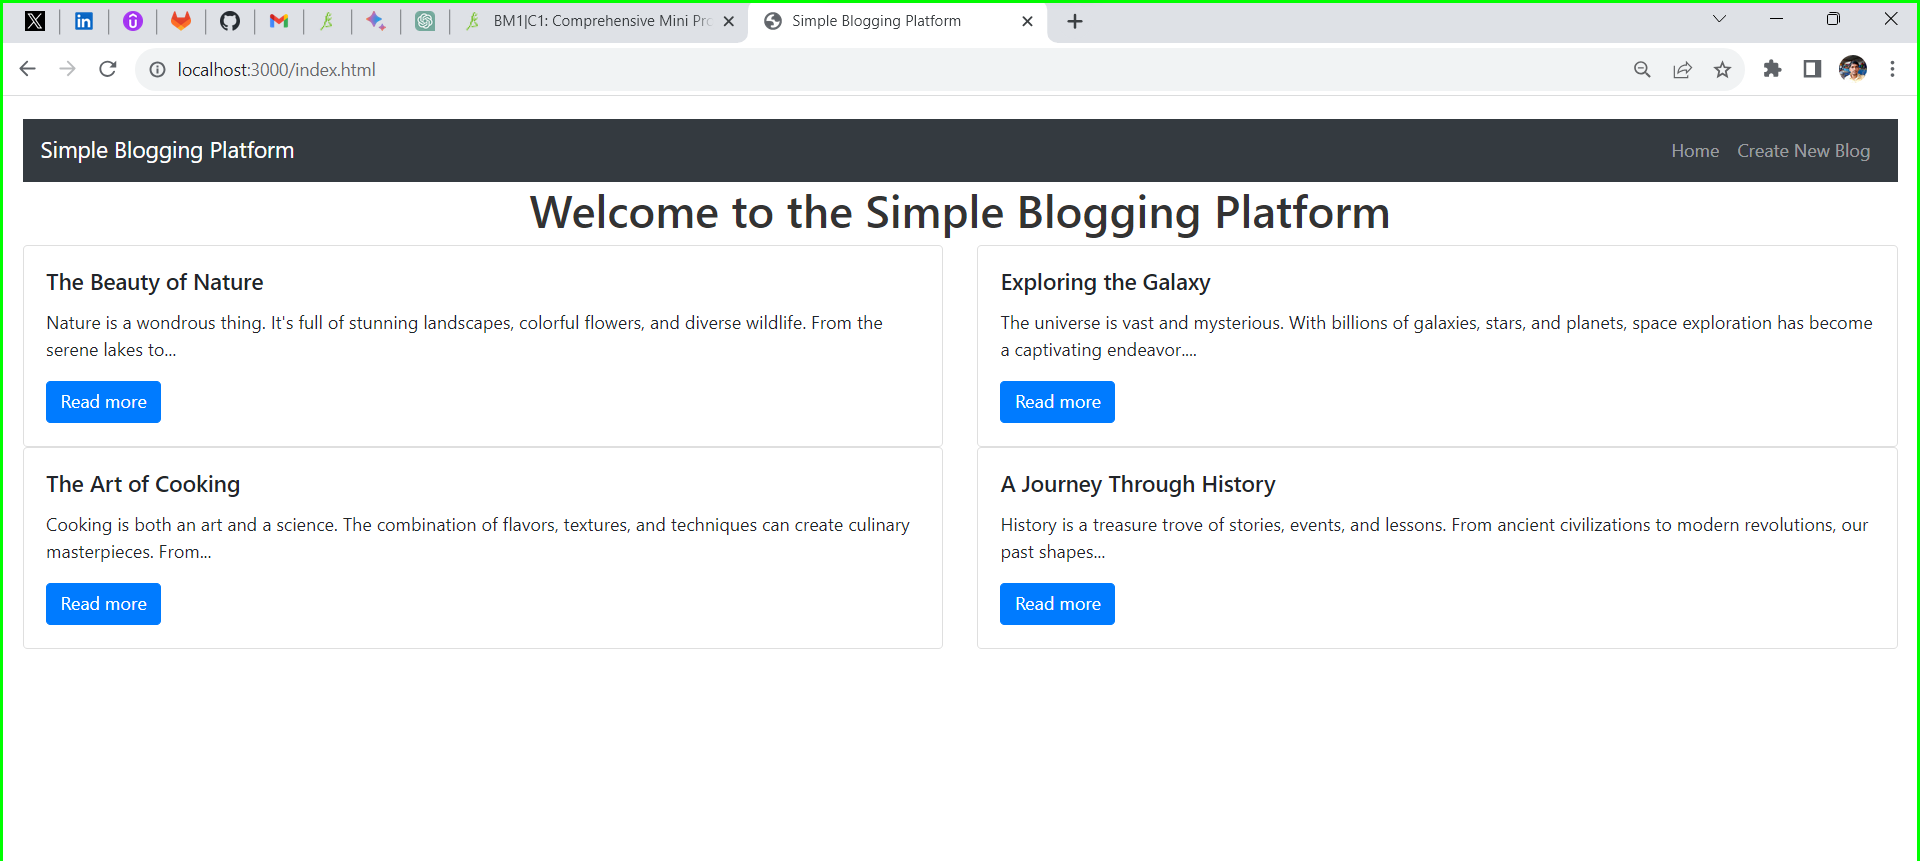 BM1|C1: Comprehensive Mini Pro
Simple Blogging Platform
localhost:3000/index.html
Simple Blogging Platform
Home
Create New Blog
Welcome to the Simple Blogging Platform
The Beauty of Nature
Nature is a wondrous thing. It's full of stunning landscapes, colorful flowers, and diverse wildlife. From the
serene lakes to...
Read more
Exploring the Galaxy
The universe is vast and mysterious. With billions of galaxies, stars, and planets, space exploration has become
a captivating endeavor....
Read more
The Art of Cooking
Cooking is both an art and a science. The combination of flavors, textures, and techniques can create culinary
masterpieces. From...
Read more
A Journey Through History
History is a treasure trove of stories, events, and lessons. From ancient civilizations to modern revolutions, our
past shapes...
Read more